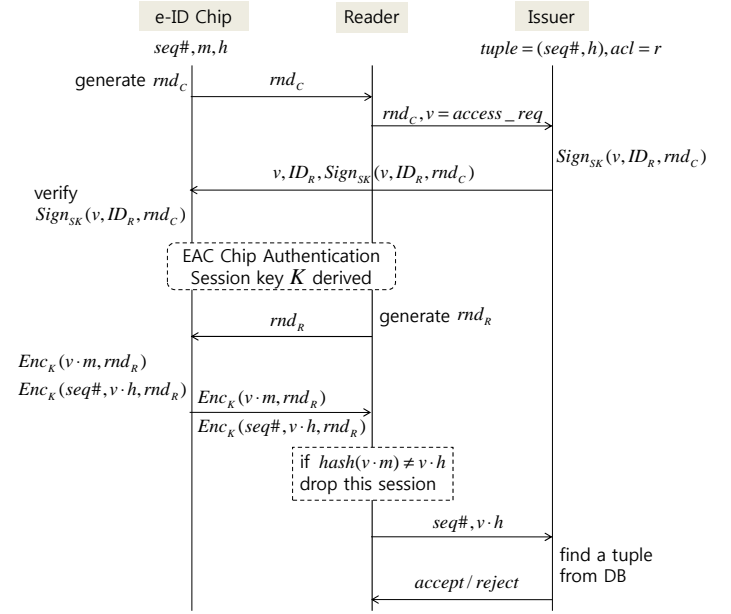 e-ID Chip Reader Issuer
seq#, m, h tuple = (seq#, h), acl = r
generate rnd_C rnd_C
rnd_C, v = access_req
Sign_SK(v, ID_R, rnd_C)
v, ID_R, Sign_SK(v, ID_R, rnd_C)
verify
Sign_SK(v, ID_R, rnd_C)
EAC Chip Authentication
Session key K derived
rnd_R generate rnd_R
Enc_K(v·m, rnd_R)
Enc_K(seq#, v·h, rnd_R)
Enc_K(v·m, rnd_R)
Enc_K(seq#, v·h, rnd_R)
if hash(v·m) ≠ v·h
drop this session
seq#, v·h
find a tuple
from DB
accept / reject